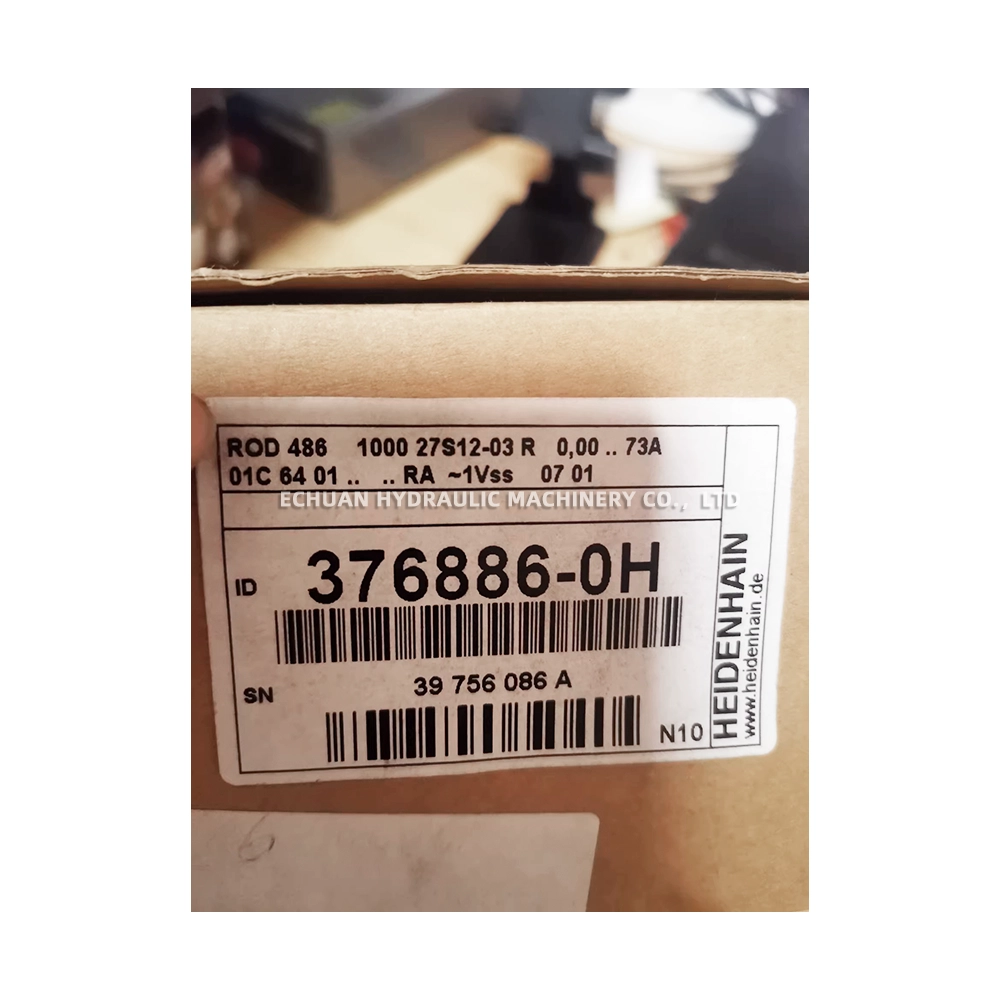 ROD 486 1000 27S12-03 R 0,00 .. 73A
01C 64 01 .. .. RA ~1Vss 07 01
ECHUAN HYDRAULIC MACHINERY CO., LTD
ID 376886-0H
SN 39 756 086 A
N10
HEIDENHAIN
www.heidenhain.de
6